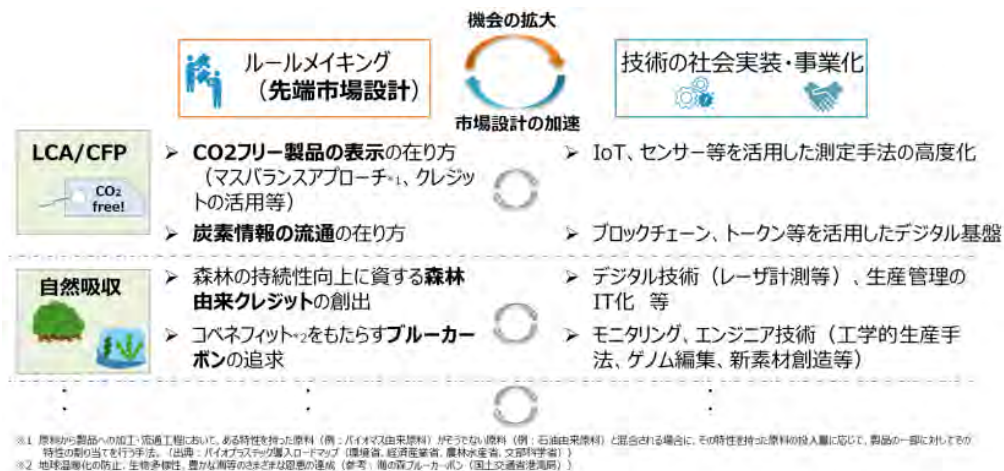 機会の拡大
ルールメイキング
（先端市場設計）
技術の社会実装・事業化
市場設計の加速
LCA/CFP
CO2
free!
➢ CO2フリー製品の表示の在り方
（マスバランスアプローチ※1、クレジッ
トの活用等）
➢ 炭素情報の流通の在り方
➢ IoT、センサー等を活用した測定手法の高度化
➢ ブロックチェーン、トークン等を活用したデジタル基盤
自然吸収
➢ 森林の持続性向上に資する森林
由来クレジットの創出
➢ コベネフィット※2をもたらすブルーカー
ボンの追求
➢ デジタル技術（レーザ計測等）、生産管理の
IT化　等
➢ モニタリング、エンジニア技術（工学的生産手
法、ゲノム編集、新素材創造等）
※1 原料から製品への加工・流通工程において、ある特性を持った原料（例：バイオマス由来原料）がそうでない原料（例：石油由来原料）と混合される場合に、その特性を持った原料の投入量に応じて、製品の一部に対してその
特性の割り当てを行う手法。（出典：バイオプラスチック導入ロードマップ（環境省、経済産業省、農林水産省、文部科学省））
※2 地球温暖化の防止、生物多様性、豊かな海等のさまざまな恩恵の達成（参考：海の森ブルーカーボン（国土交通省港湾局））